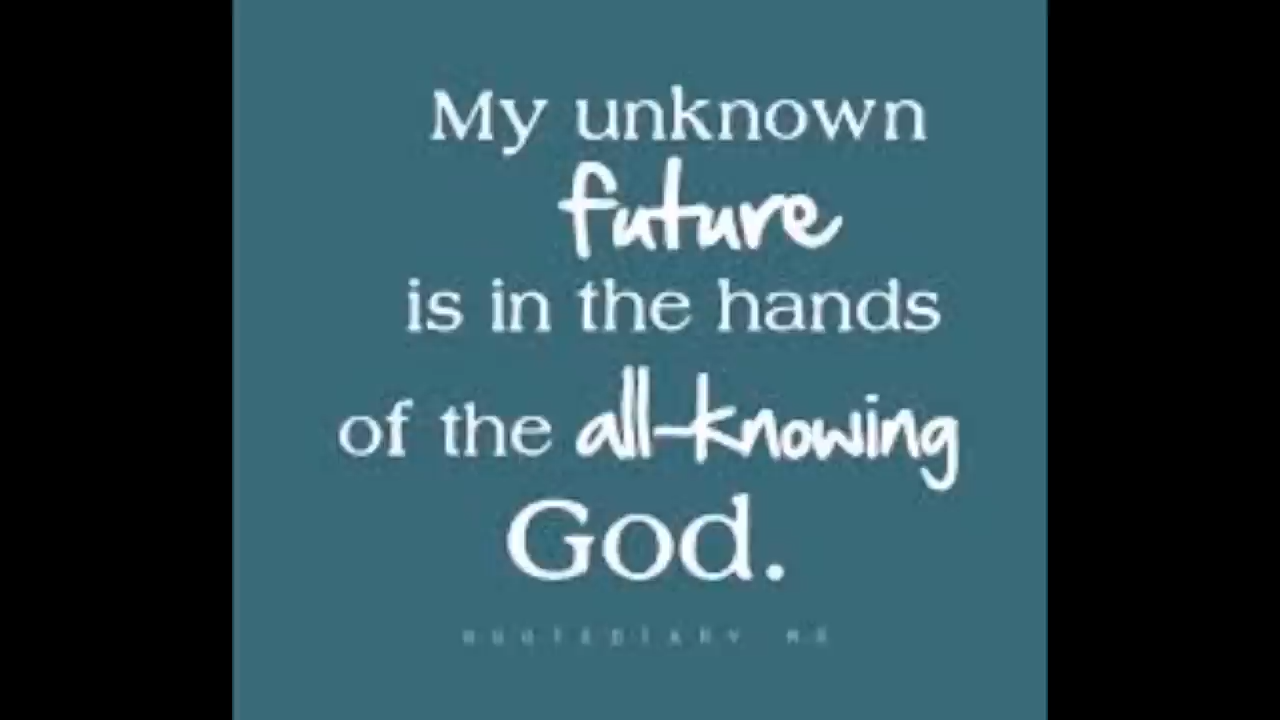 My unknown
future
is in the hands
of the all-knowing
God.